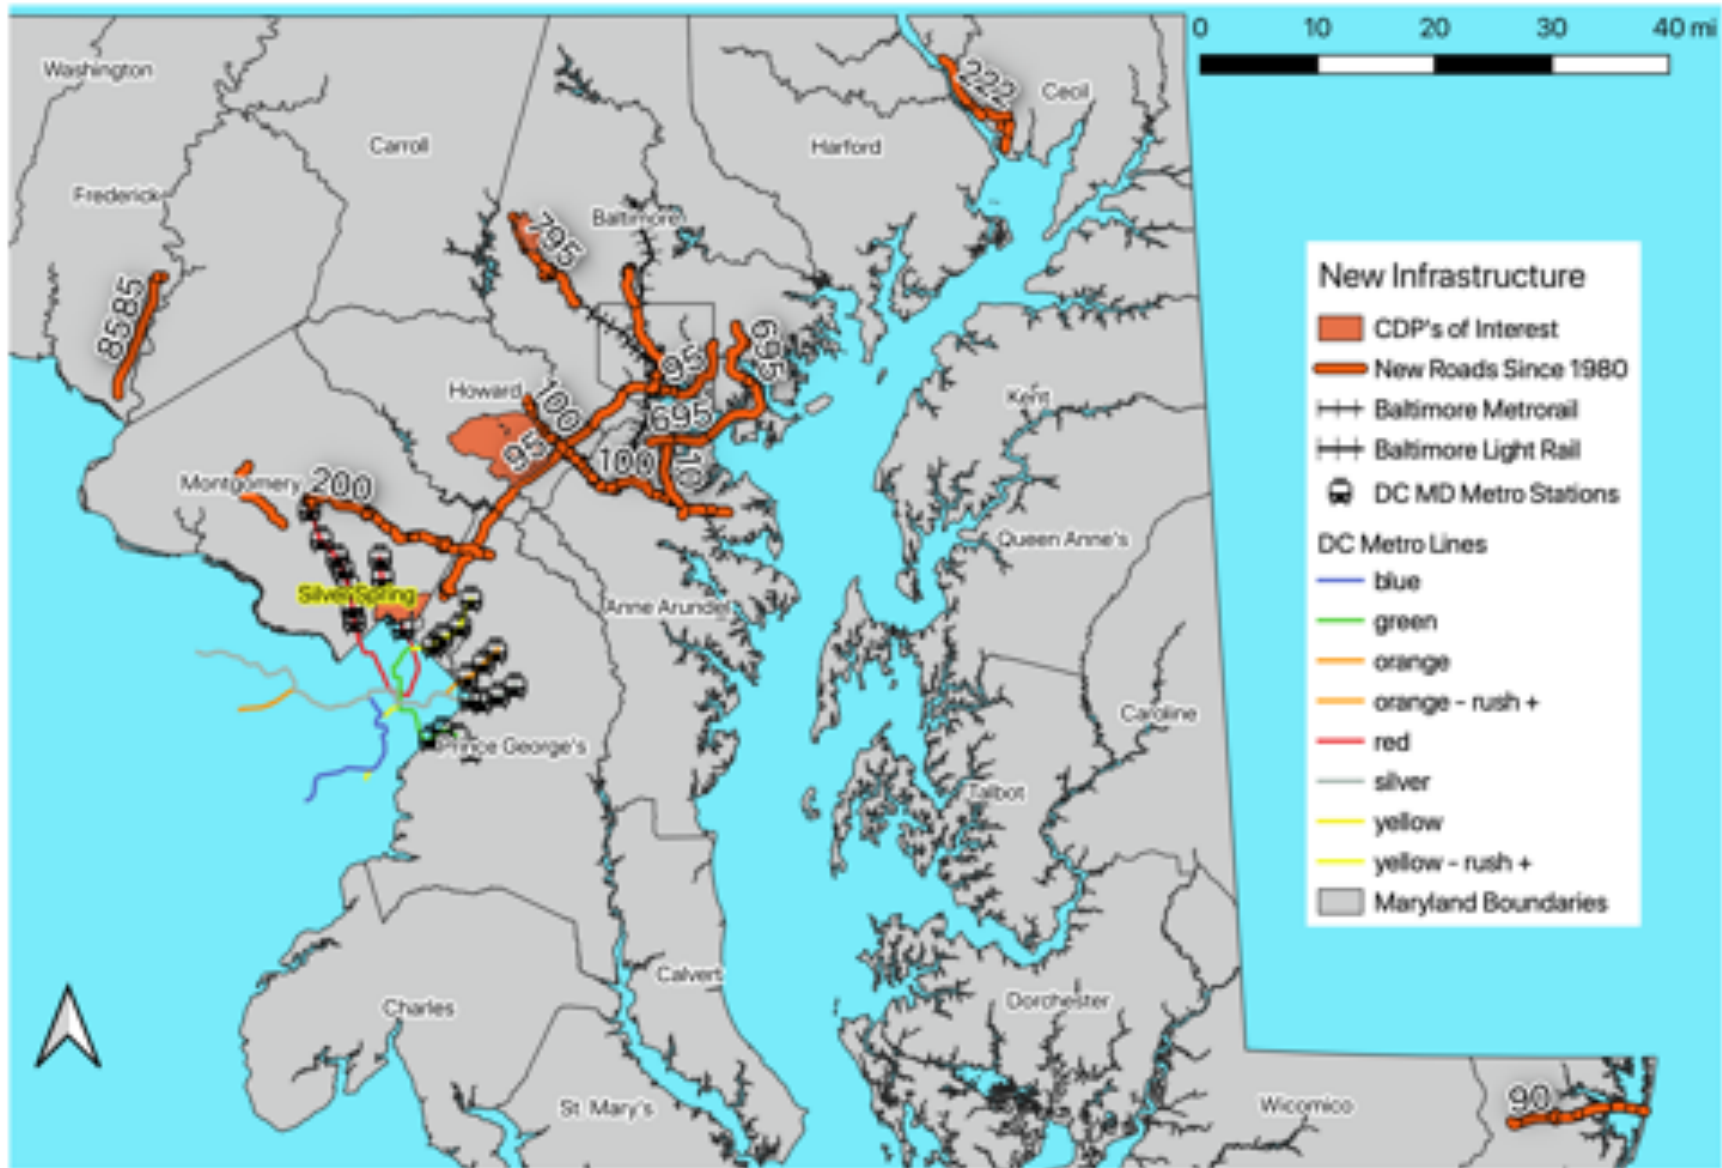 0 10 20 30 40 mi
Washington
222
Cecil
Carroll
Harford
Frederick
795
Baltimore
8585
695
95
Howard
100
695
Kent
95
100
10
Montgomery
200
Queen Anne's
Silver Spring
Anne Arundel
Caroline
Prince George's
Talbot
Calvert
Charles
Dorchester
St. Mary's
Wicomico
90
New Infrastructure
CDP's of Interest
New Roads Since 1980
Baltimore Metrorail
Baltimore Light Rail
DC MD Metro Stations
DC Metro Lines
blue
green
orange
orange - rush +
red
silver
yellow
yellow - rush +
Maryland Boundaries